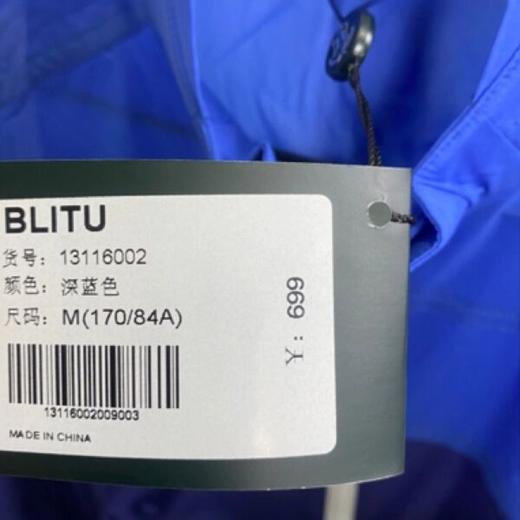 BLITU
货号: 13116002
颜色: 深蓝色
尺码: M(170/84A)
13116002009003
MADE IN CHINA
¥: 699